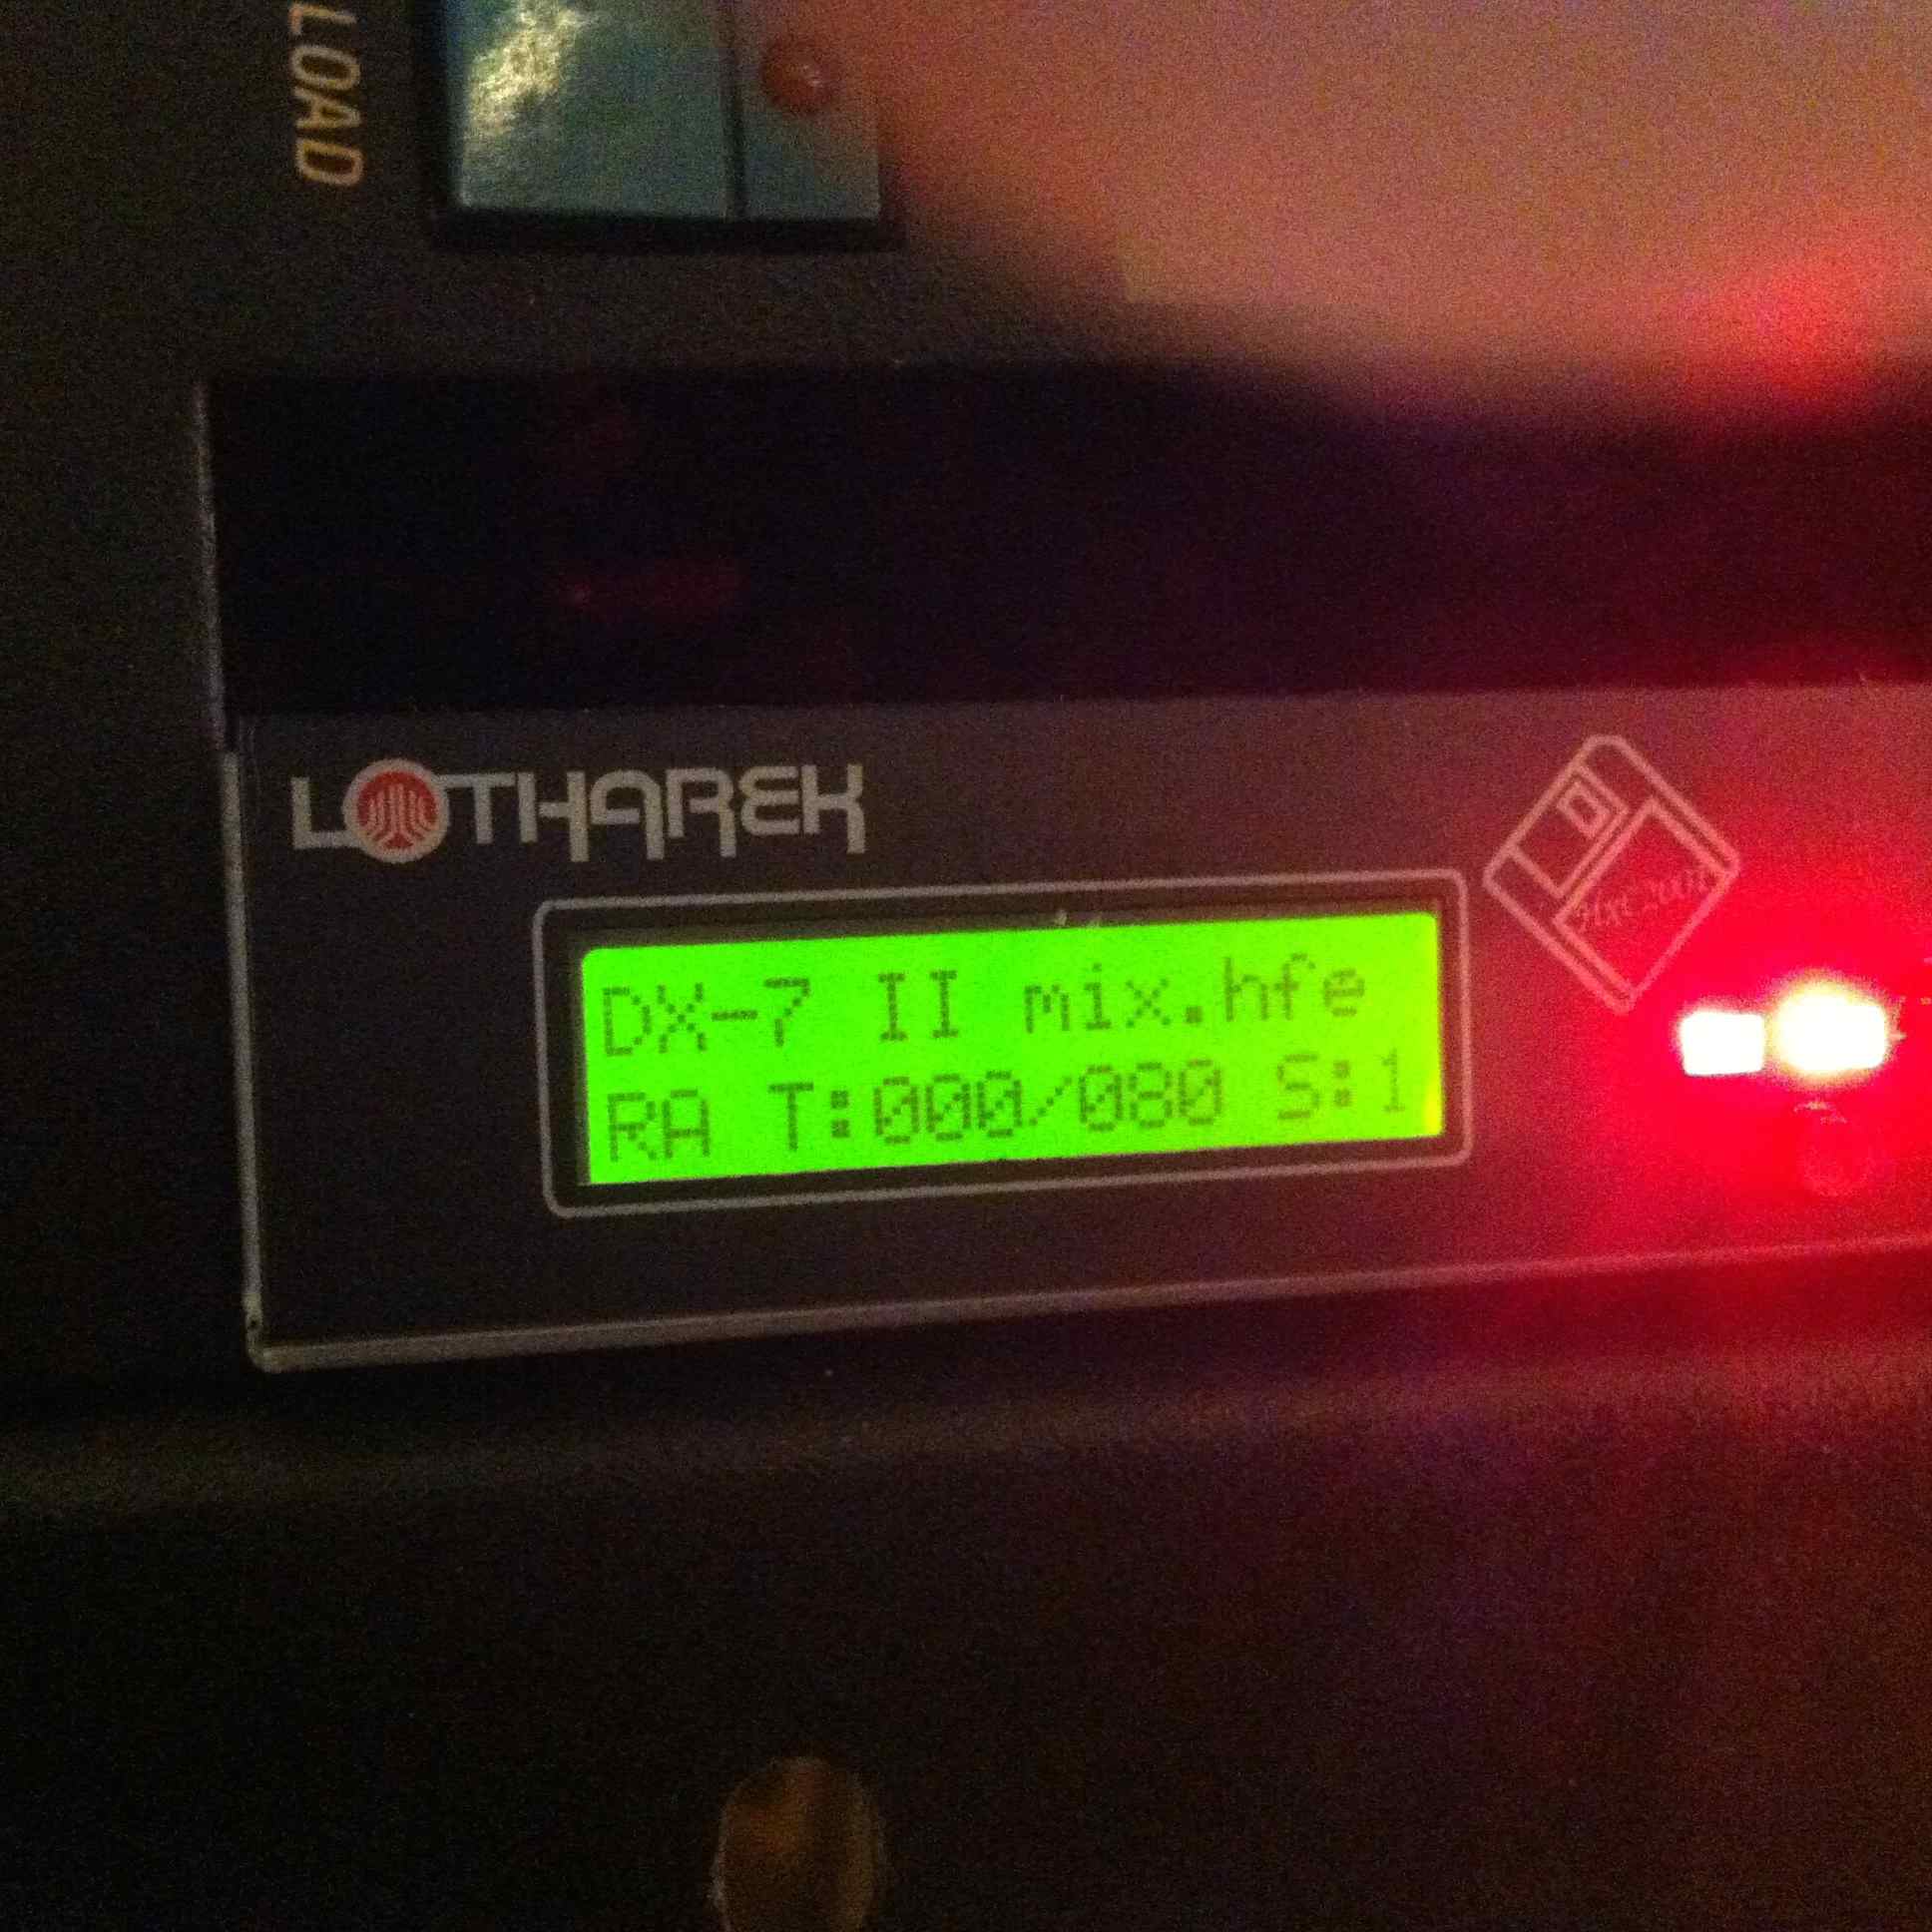 LOAD
LOTHAREK
DX-7 II mix.hfe
RA T:000/080 S:1